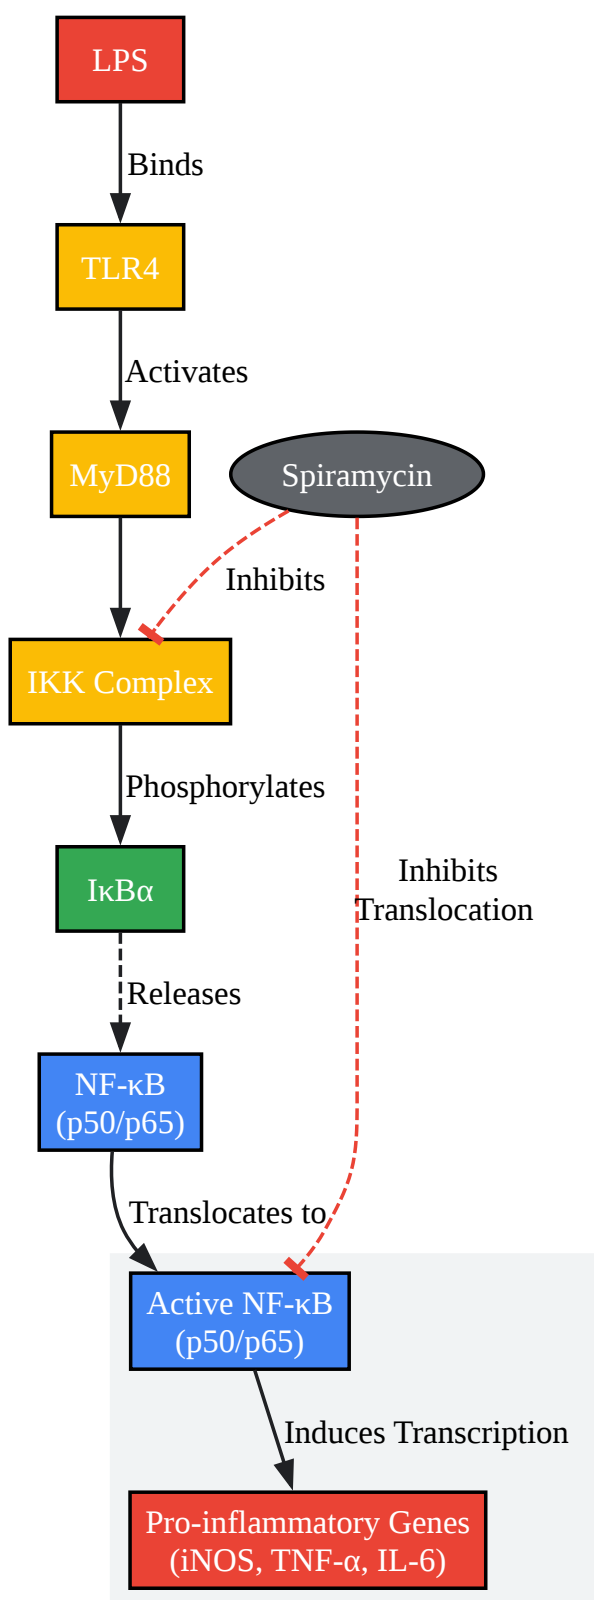 LPS
Binds
TLR4
Activates
MyD88
Spiramycin
Inhibits
IKK Complex
Phosphorylates
IκBα
Inhibits
Translocation
Releases
NF-κB
(p50/p65)
Translocates to
Active NF-κB
(p50/p65)
Induces Transcription
Pro-inflammatory Genes
(iNOS, TNF-α, IL-6)